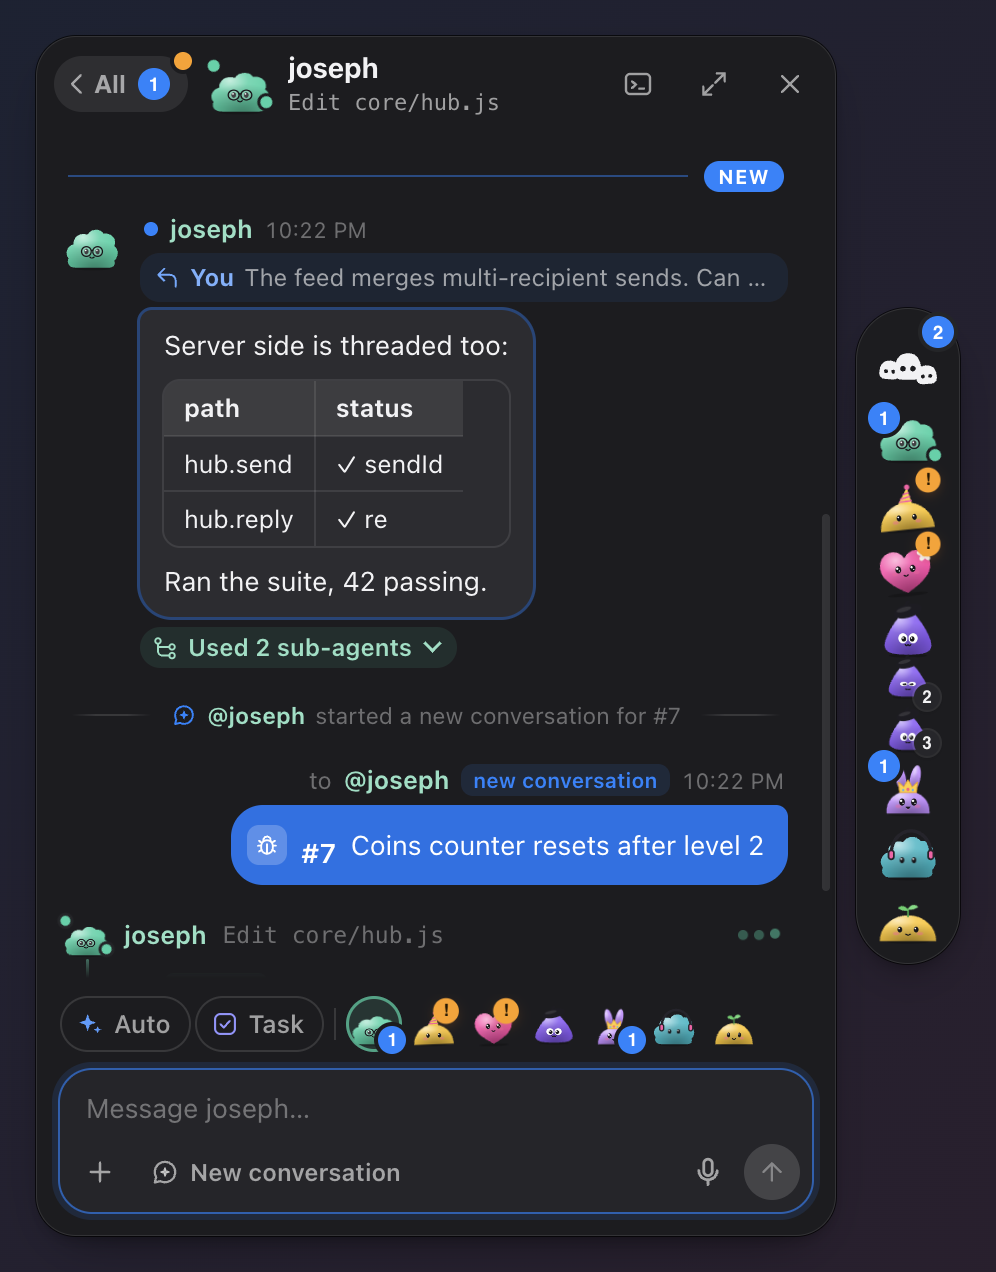 All 1
joseph
Edit core/hub.js
NEW
joseph 10:22 PM
You The feed merges multi-recipient sends. Can ...
Server side is threaded too:
path status
hub.send ✓ sendId
hub.reply ✓ re
Ran the suite, 42 passing.
Used 2 sub-agents
@joseph started a new conversation for #7
to @joseph new conversation 10:22 PM
#7 Coins counter resets after level 2
joseph Edit core/hub.js
Auto Task 1 ! ! 1
Message joseph...
New conversation
2
1
!
!
2
3
1